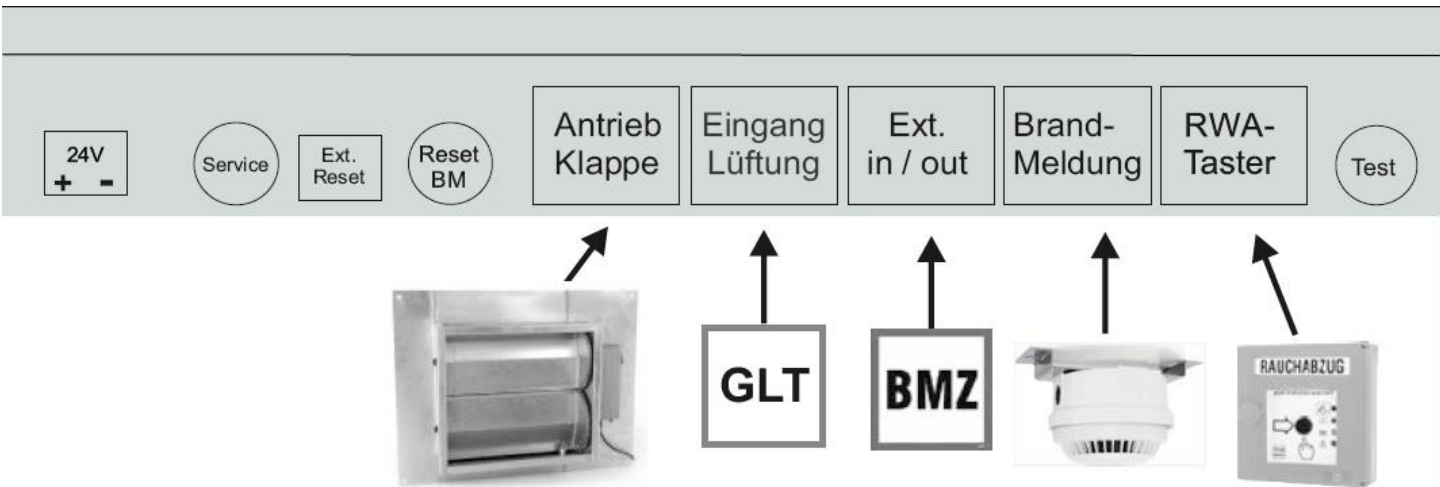 24V
+ -
Service
Ext.
Reset
Reset
BM
Antrieb
Klappe
Eingang
Lüftung
Ext.
in / out
Brand-
Meldung
RWA-
Taster
Test
GLT
BMZ
RAUCHABZUG